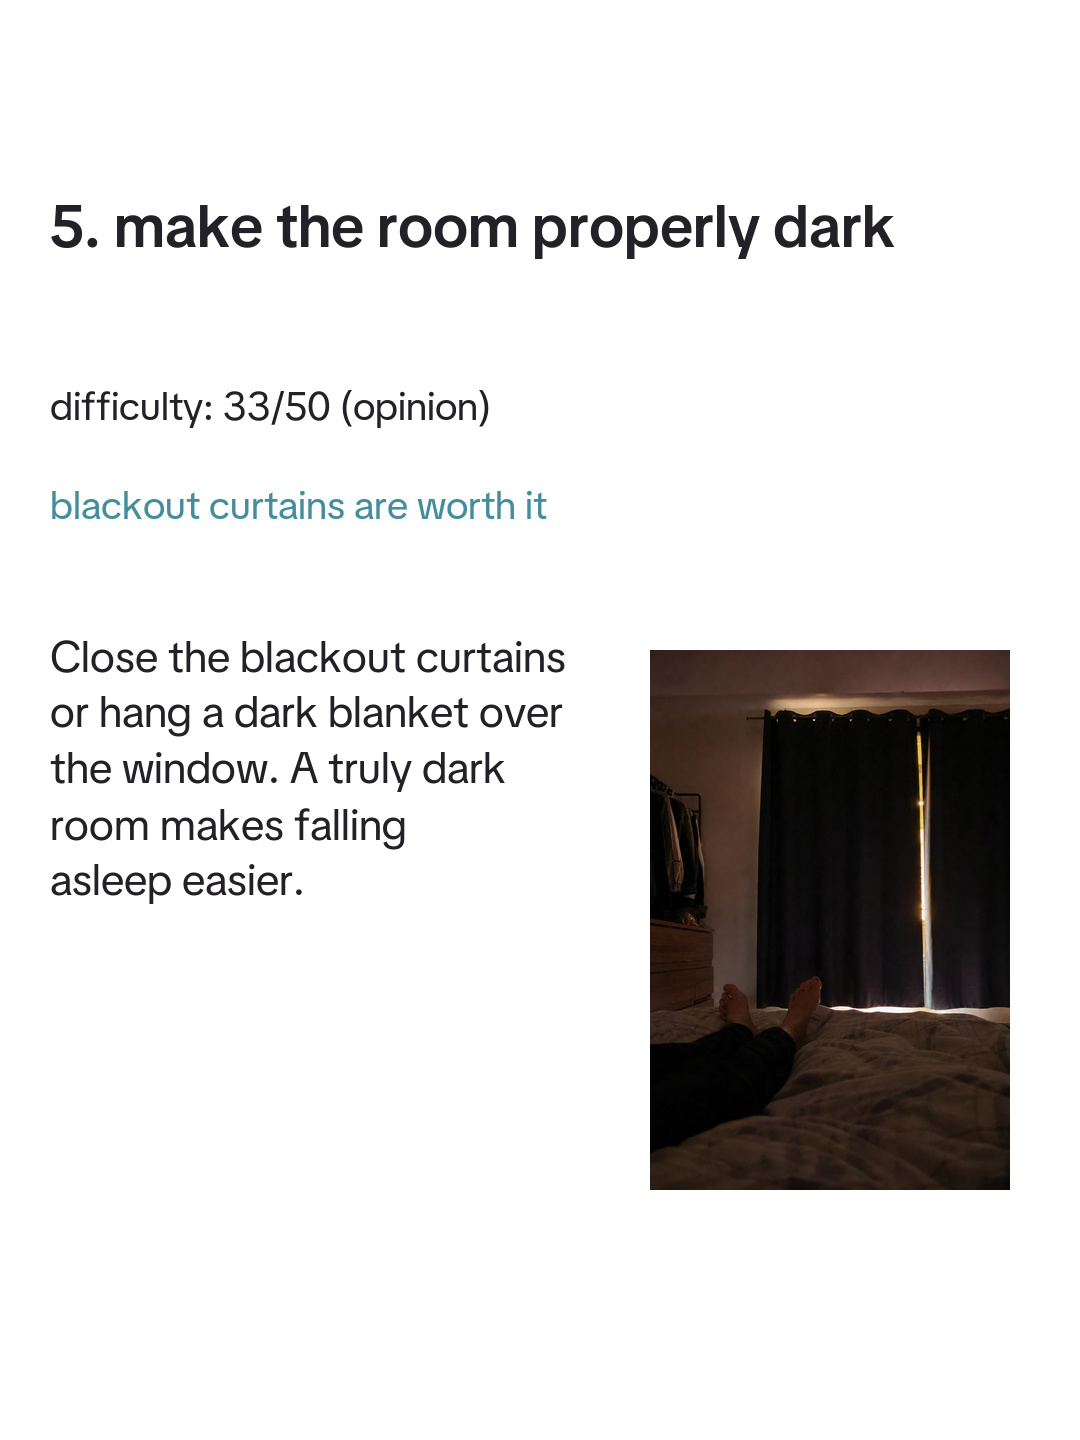 5. make the room properly dark
difficulty: 33/50 (opinion)
blackout curtains are worth it
Close the blackout curtains
or hang a dark blanket over
the window. A truly dark
room makes falling
asleep easier.